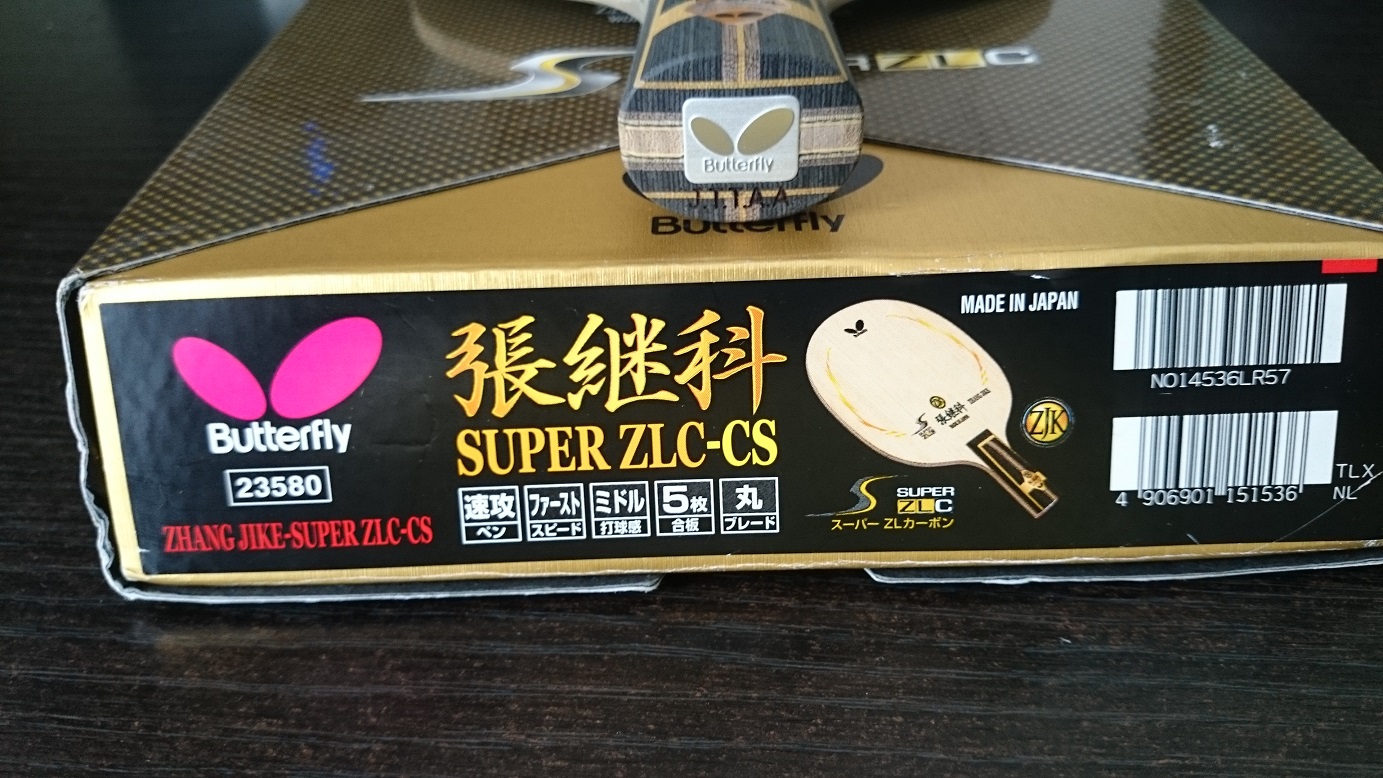 SUPER ZLC
Butterfly
J.T.T.A.A
Butterfly
Butterfly
23580
ZHANG JIKE-SUPER ZLC-CS
張継科
SUPER ZLC-CS
速攻 ファースト ミドル 5枚 丸
ペン スピード 打球感 合板 ブレード
ZJK
SUPER
ZLC
スーパー ZLカーボン
MADE IN JAPAN
NO14536LR57
4 906901 151536
TLX
NL